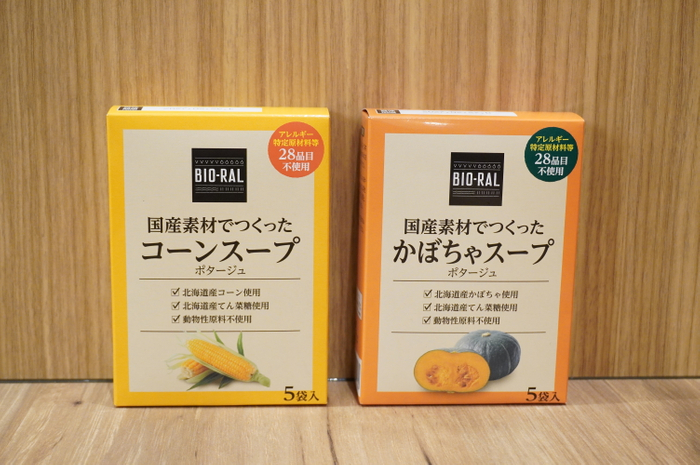 アレルギー
特定原材料等
28品目
不使用
BIO-RAL
国産素材でつくった
コーンスープ
ポタージュ
北海道産コーン使用
北海道産てん菜糖使用
動物性原料不使用
5袋入
アレルギー
特定原材料等
28品目
不使用
BIO-RAL
国産素材でつくった
かぼちゃスープ
ポタージュ
北海道産かぼちゃ使用
北海道産てん菜糖使用
動物性原料不使用
5袋入